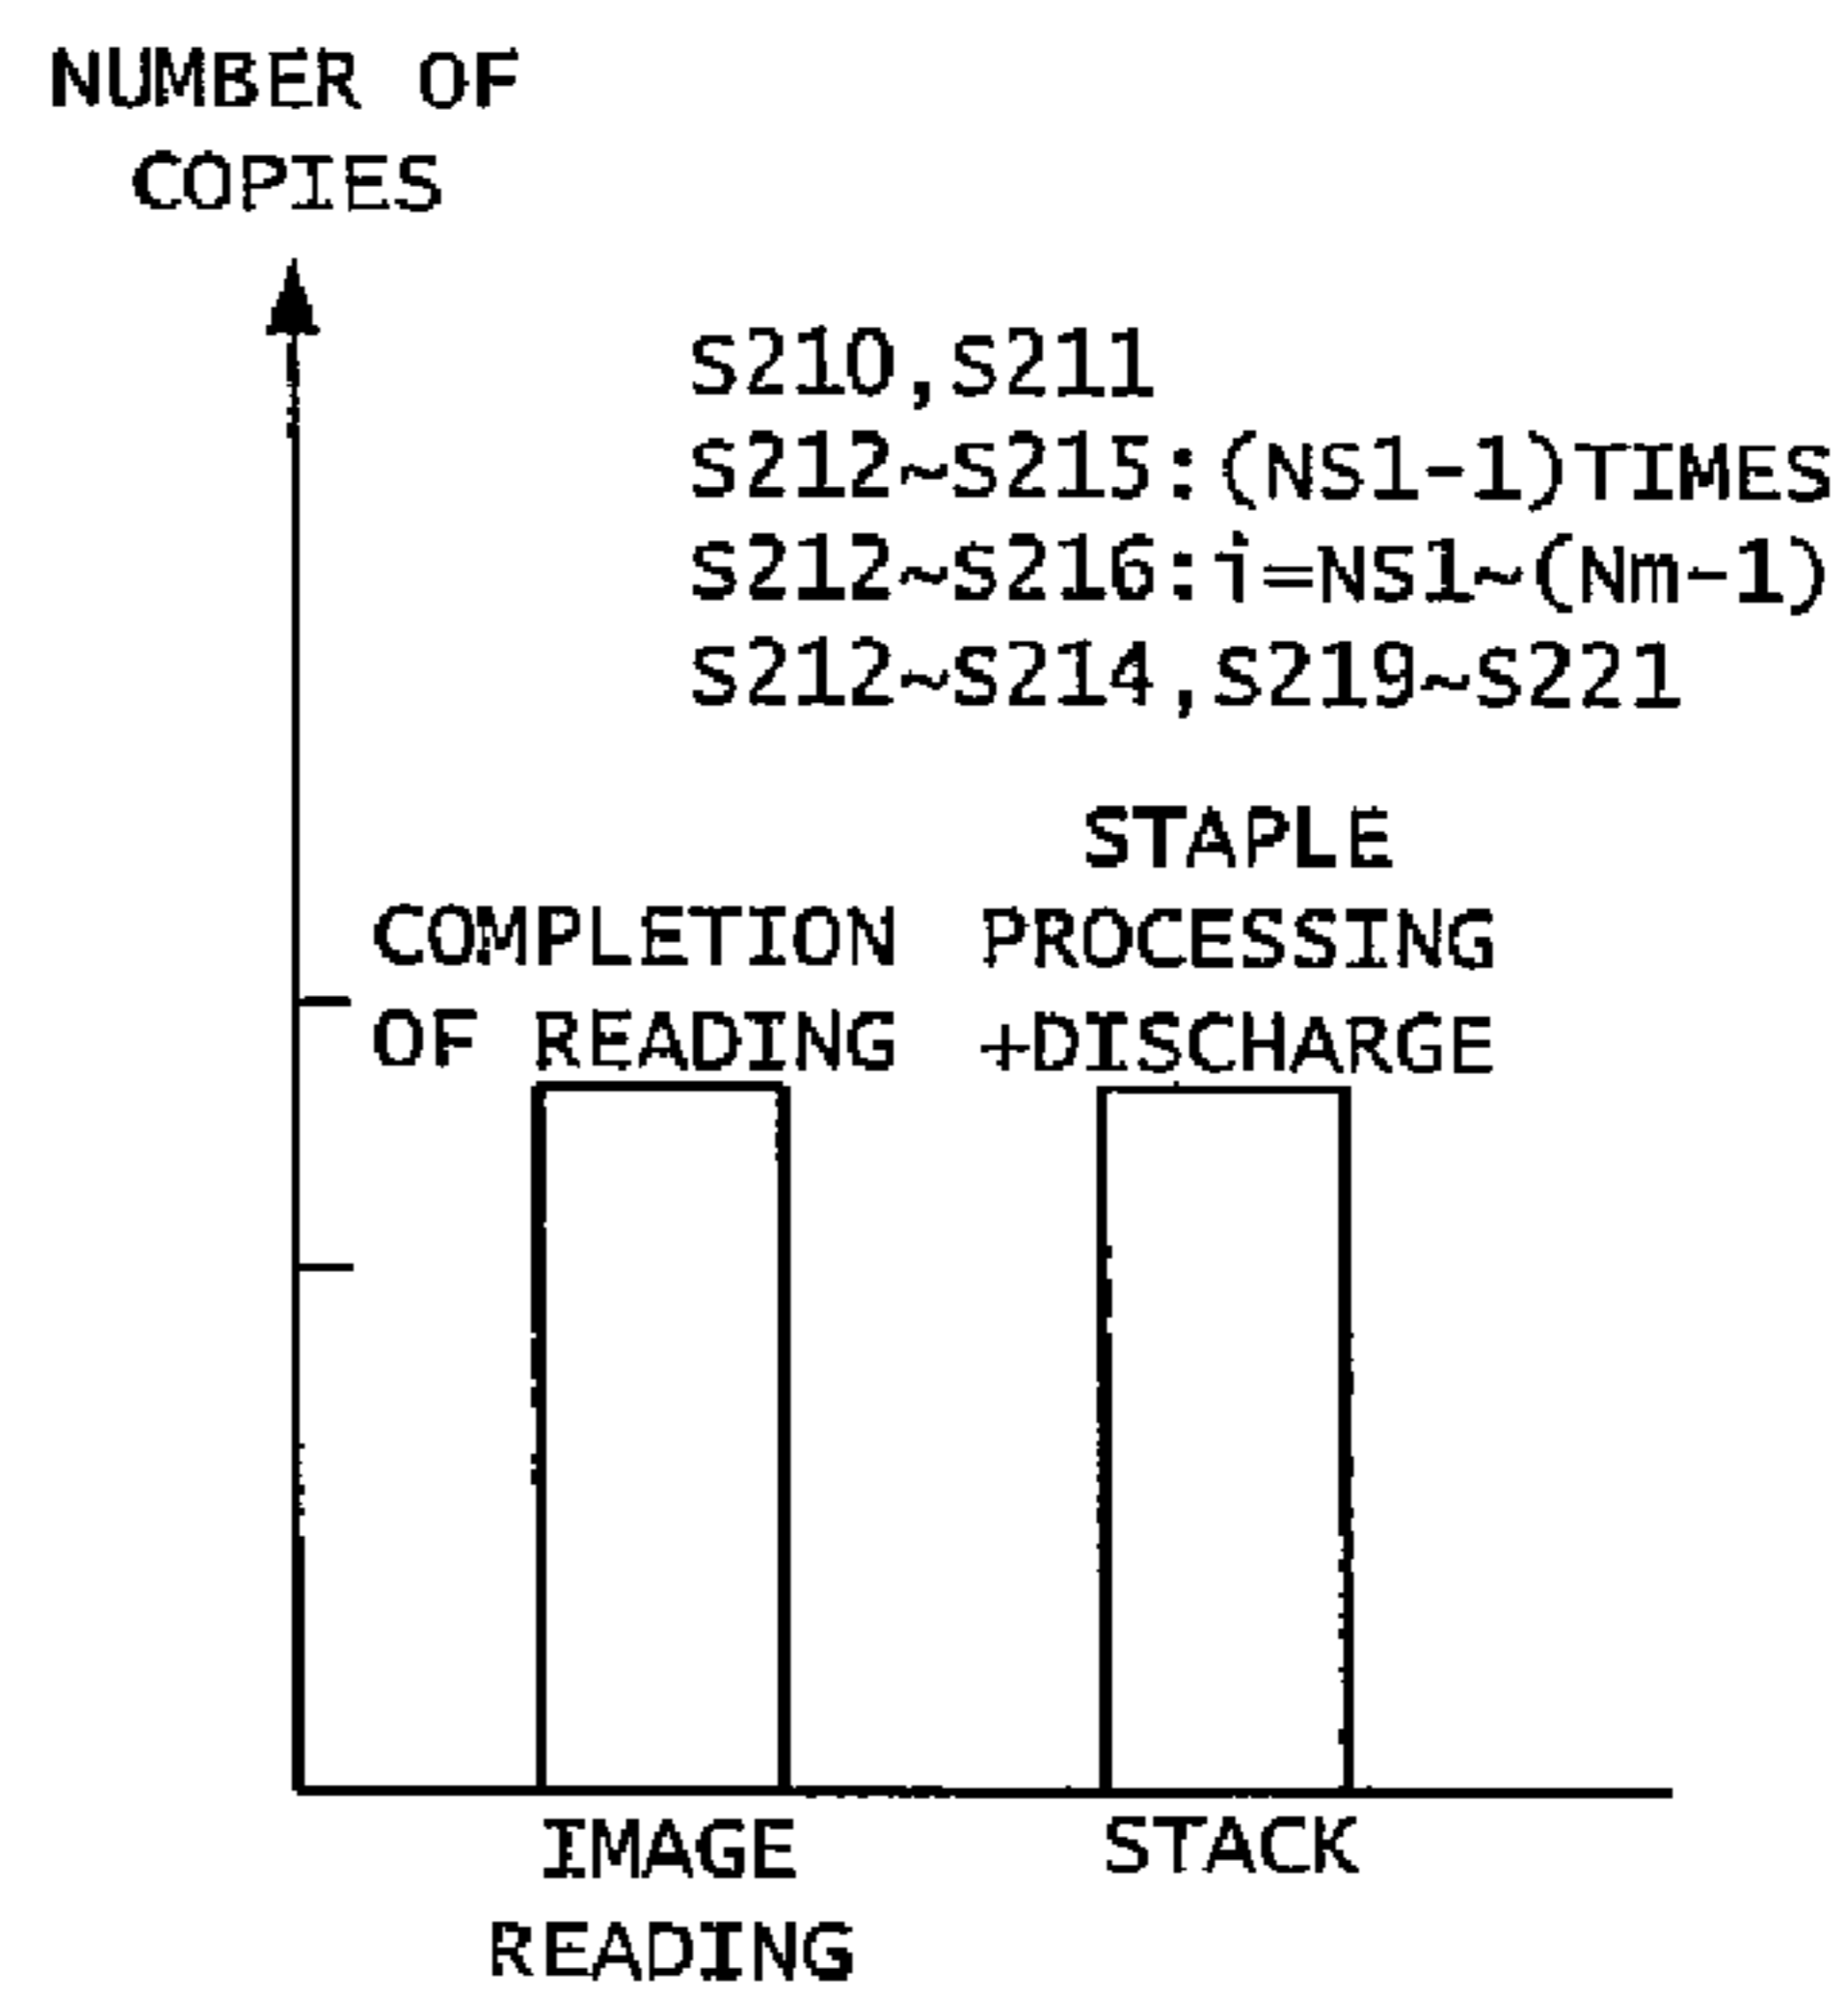 NUMBER OF
COPIES
S210,S211
S212~S215:(NS1-1)TIMES
S212~S216:i=NS1~(Nm-1)
S212~S214,S219~S221
STAPLE
COMPLETION PROCESSING
OF READING +DISCHARGE
IMAGE STACK
READING